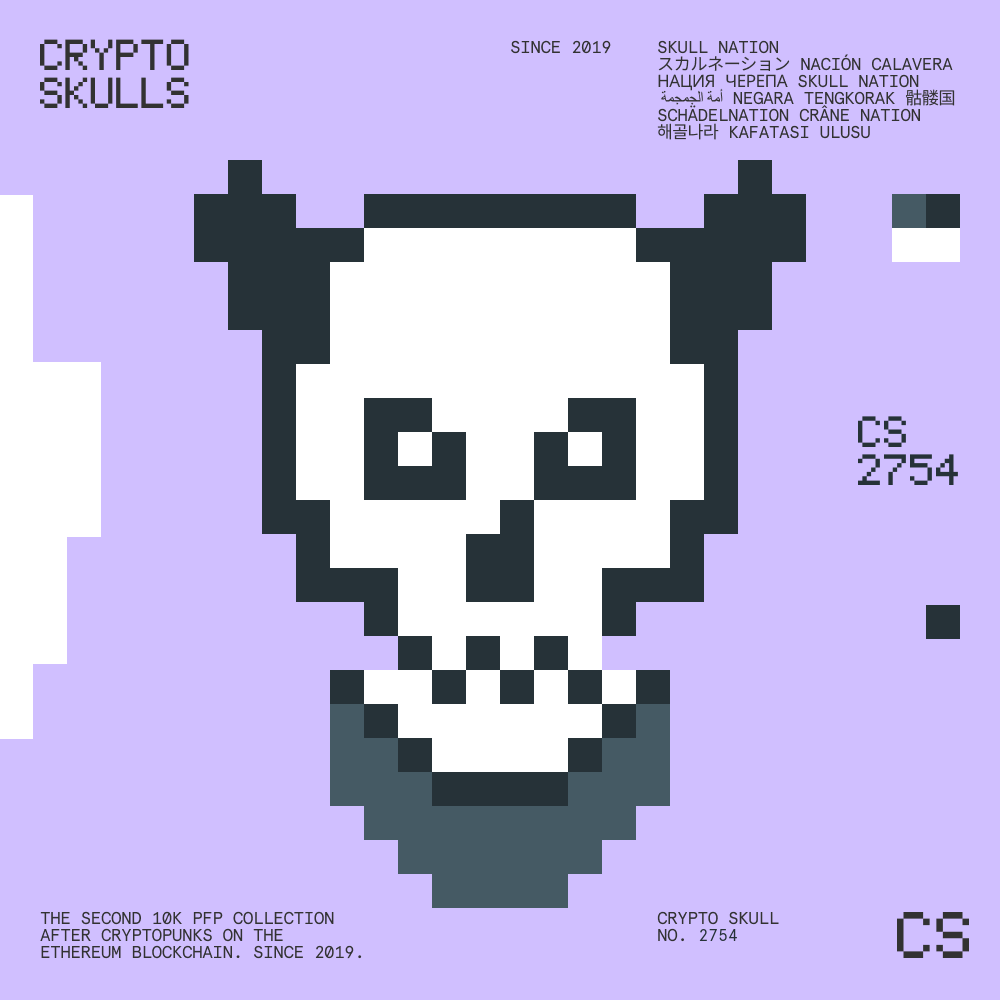 CRYPTO
SKULLS
SINCE 2019
SKULL NATION
スカルネーション NACIÓN CALAVERA
НАЦИЯ ЧЕРЕПА SKULL NATION
أمة الجمجمة NEGARA TENGKORAK 骷髅国
SCHÄDELNATION CRÂNE NATION
해골나라 KAFATASI ULUSU
CS
2754
THE SECOND 10K PFP COLLECTION
AFTER CRYPTOPUNKS ON THE
ETHEREUM BLOCKCHAIN. SINCE 2019.
CRYPTO SKULL
NO. 2754
CS